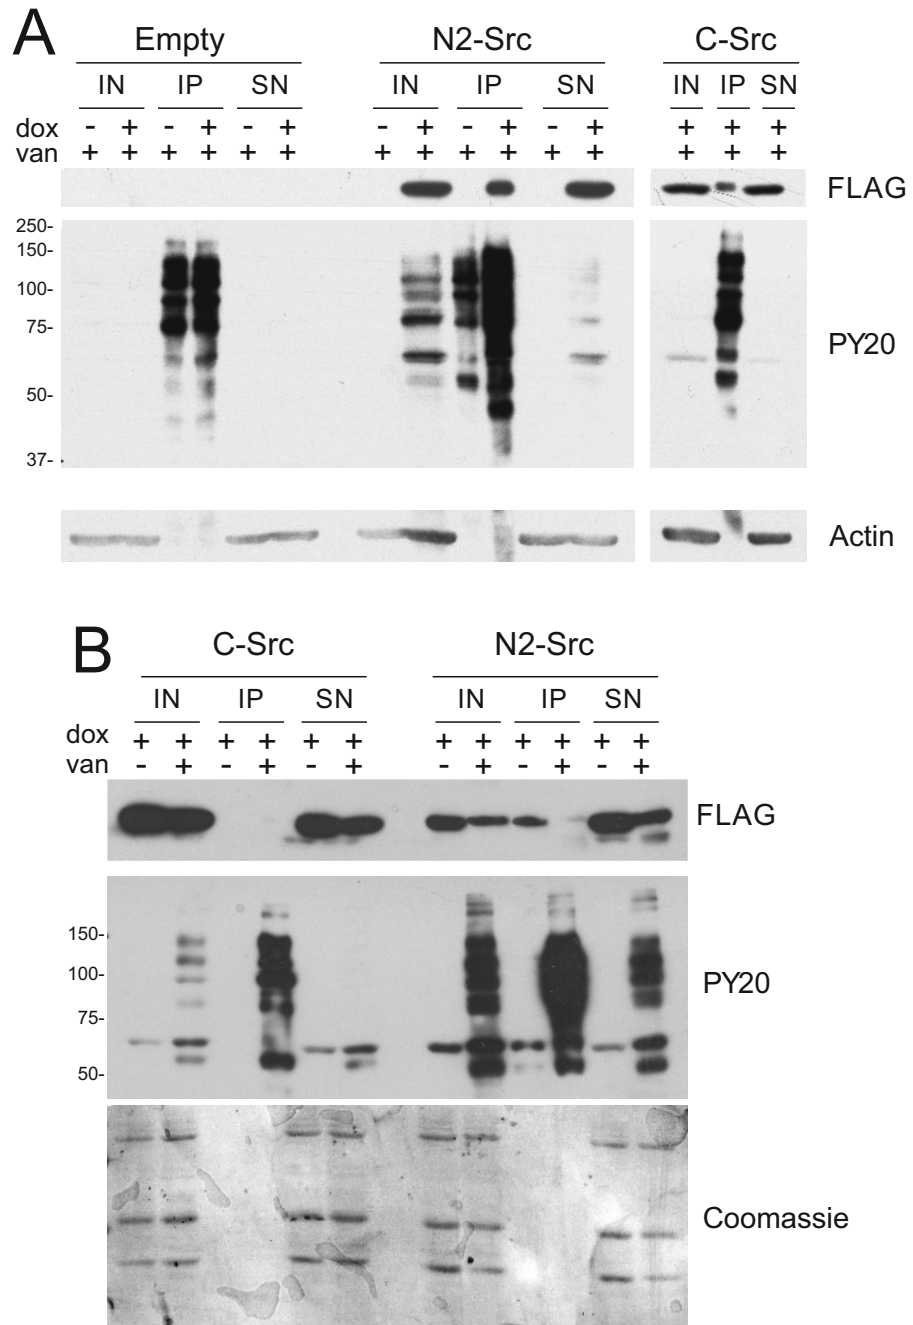 A
Empty N2-Src C-Src
IN IP SN IN IP SN IN IP SN
dox - + - + - + - + - + - + + + +
van + + + + + + + + + + + + + + +
FLAG
250-
150-
100-
75-
50-
37-
PY20
Actin
B
C-Src N2-Src
IN IP SN IN IP SN
dox + + + + + + + + + + + +
van - + - + - + - + - + - +
FLAG
150-
100-
75-
50-
PY20
Coomassie